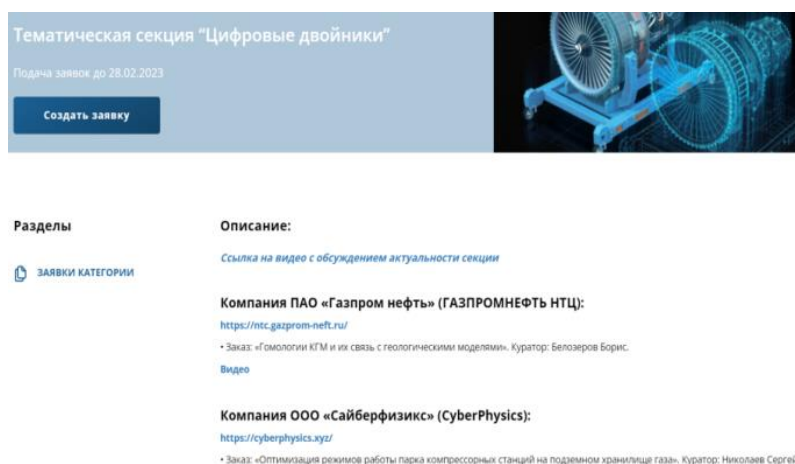 Тематическая секция “Цифровые двойники”
Подача заявок до 28.02.2023
Создать заявку
Разделы
ЗАЯВКИ КАТЕГОРИИ
Описание:
Ссылка на видео с обсуждением актуальности секции
Компания ПАО «Газпром нефть» (ГАЗПРОМНЕФТЬ НТЦ):
https://ntc.gazprom-neft.ru/
• Заказ: «Гомологии КГМ и их связь с геологическими моделями». Куратор: Белозеров Борис.
Видео
Компания ООО «Сайберфизикс» (CyberPhysics):
https://cyberphysics.xyz/
• Заказ: «Оптимизация режимов работы парка компрессорных станций на подземном хранилище газа». Куратор: Николаев Сергей